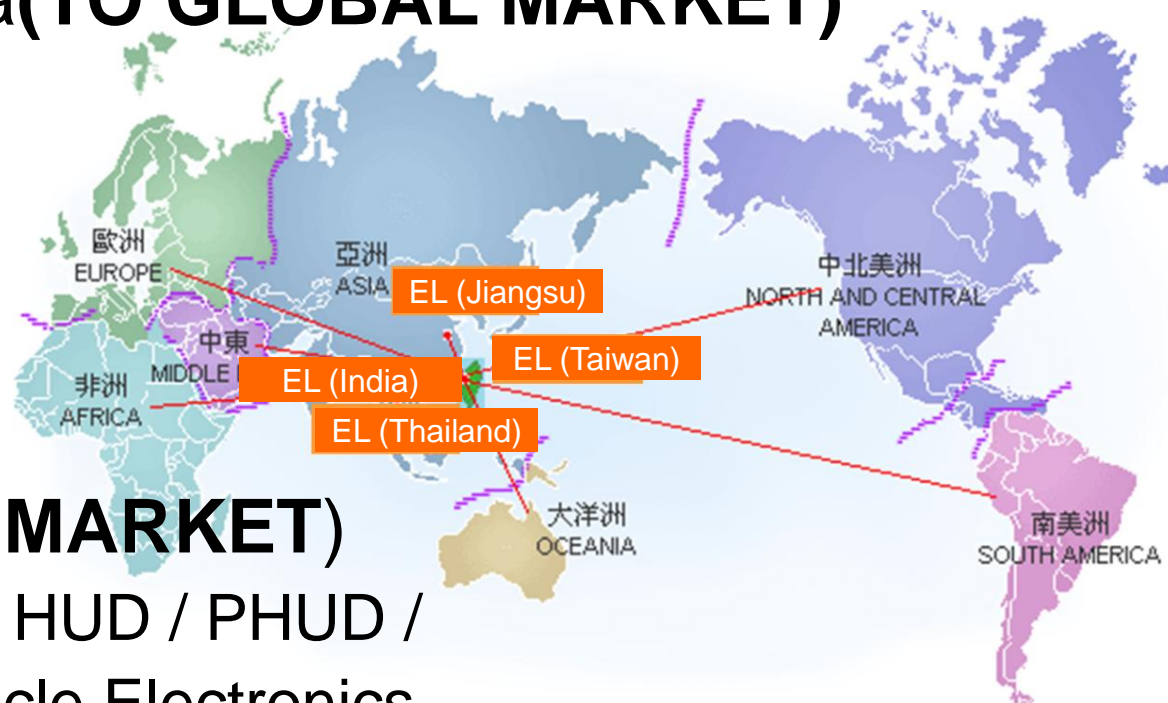 a(TO GLOBAL MARKET)
歐洲
EUROPE
亞洲
ASIA
EL (Jiangsu)
中北美洲
NORTH AND CENTRAL
AMERICA
中東
MIDDLE
EL (Taiwan)
EL (India)
非洲
AFRICA
EL (Thailand)
MARKET)
大洋洲
OCEANIA
南美洲
SOUTH AMERICA
HUD / PHUD /
cle Electronics